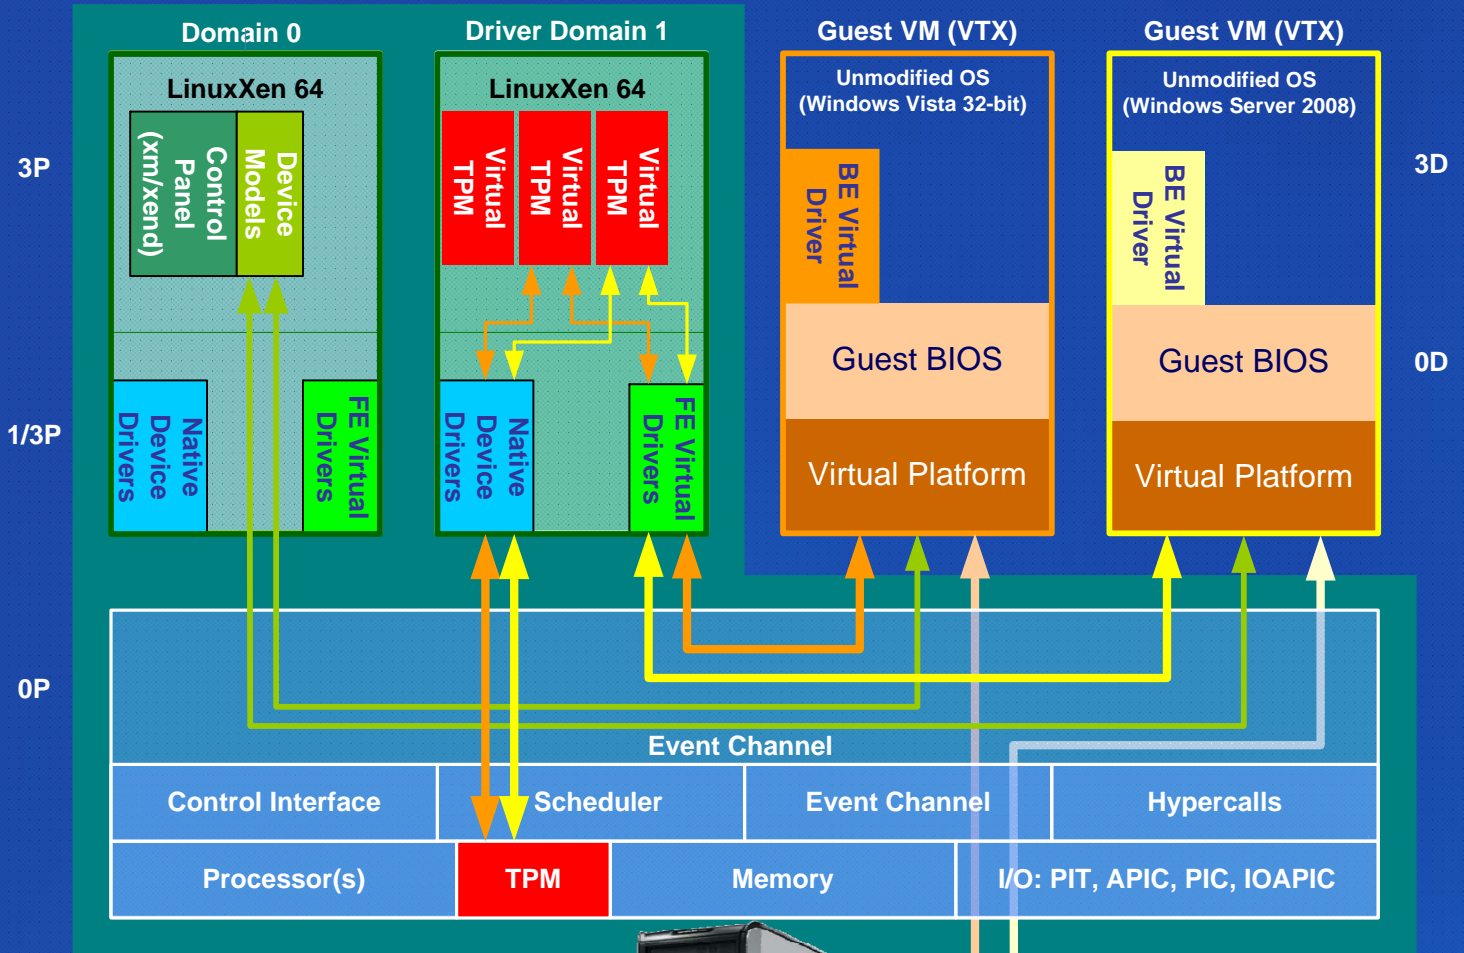 Domain 0
Driver Domain 1
Guest VM (VTX)
Guest VM (VTX)
LinuxXen 64
LinuxXen 64
Unmodified OS
(Windows Vista 32-bit)
Unmodified OS
(Windows Server 2008)
3P
Control
Panel
(xm/xend)
Device
Models
Virtual
TPM
Virtual
TPM
Virtual
TPM
BE Virtual
Driver
BE Virtual
Driver
3D
Guest BIOS
Guest BIOS
0D
1/3P
Native
Device
Drivers
FE Virtual
Drivers
Native
Device
Drivers
FE Virtual
Drivers
Virtual Platform
Virtual Platform
0P
Event Channel
Control Interface
Scheduler
Event Channel
Hypercalls
Processor(s)
TPM
Memory
I/O: PIT, APIC, PIC, IOAPIC